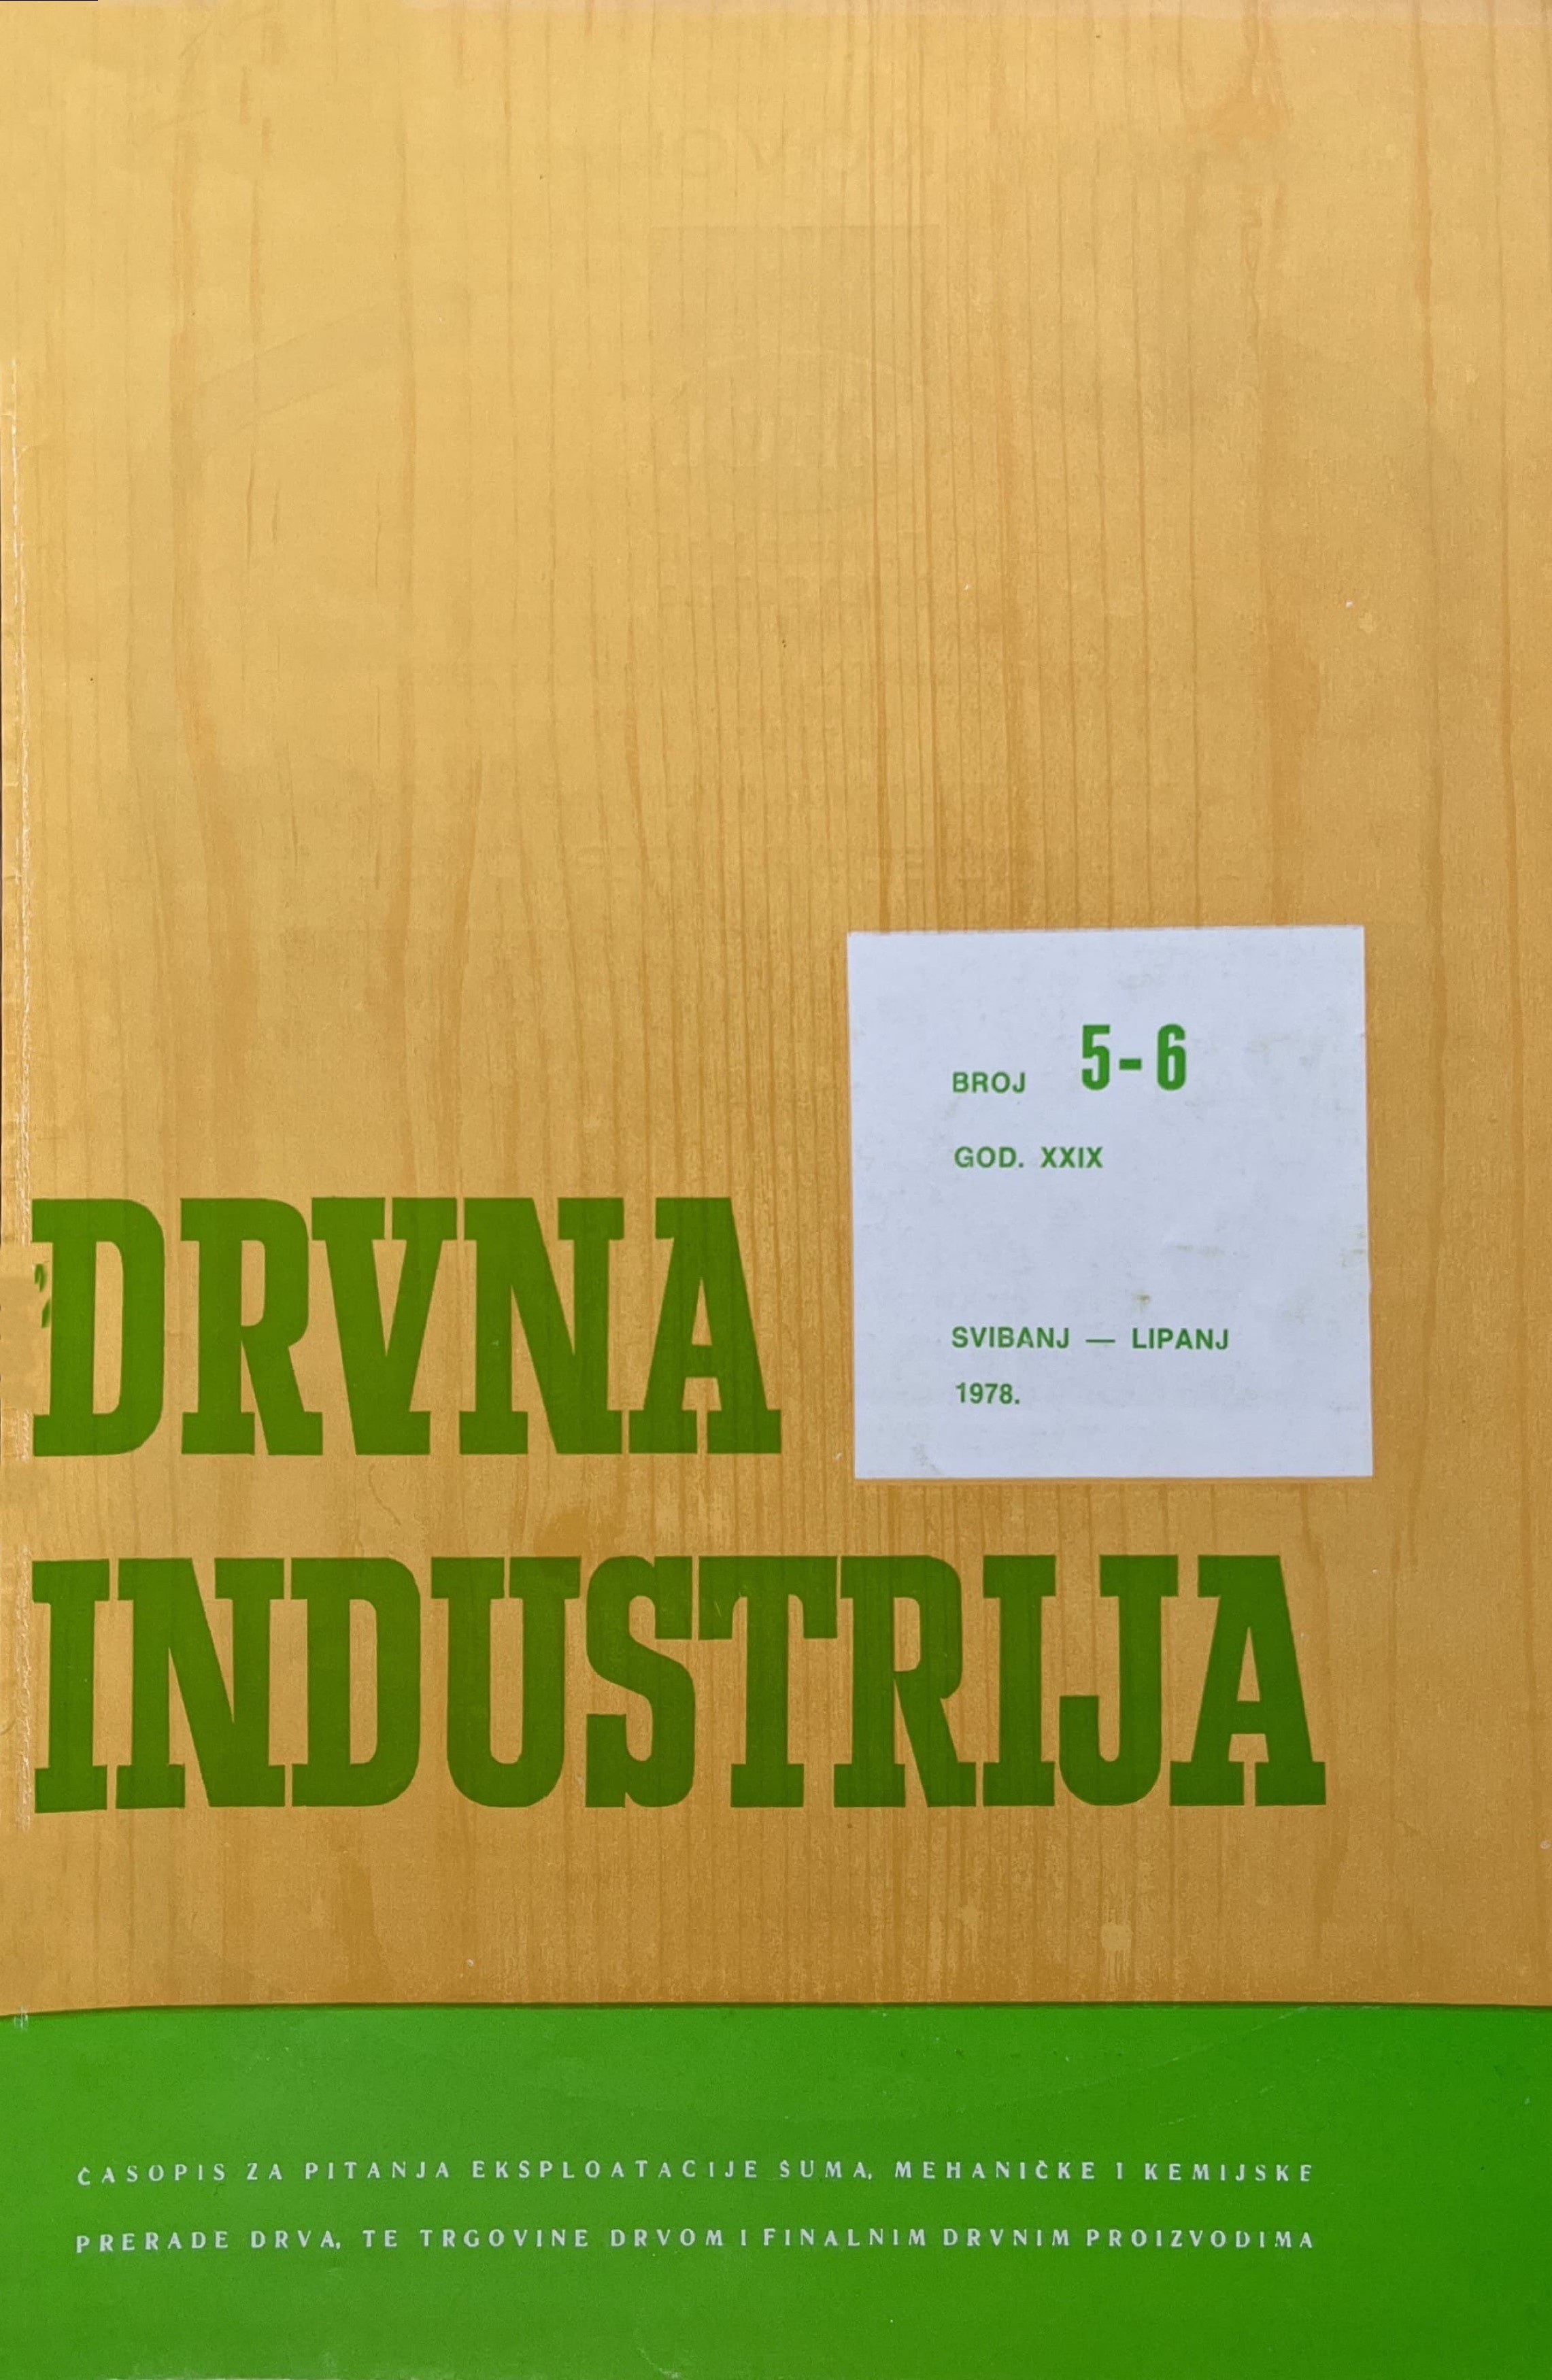 BROJ 5-6
GOD. XXIX
SVIBANJ — LIPANJ
1978.
DRVNA
INDUSTRIJA
ČASOPIS ZA PITANJA EKSPLOATACIJE ŠUMA, MEHANIČKE I KEMIJSKE
PRERADE DRVA, TE TRGOVINE DRVOM I FINALNIM DRVNIM PROIZVODIMA